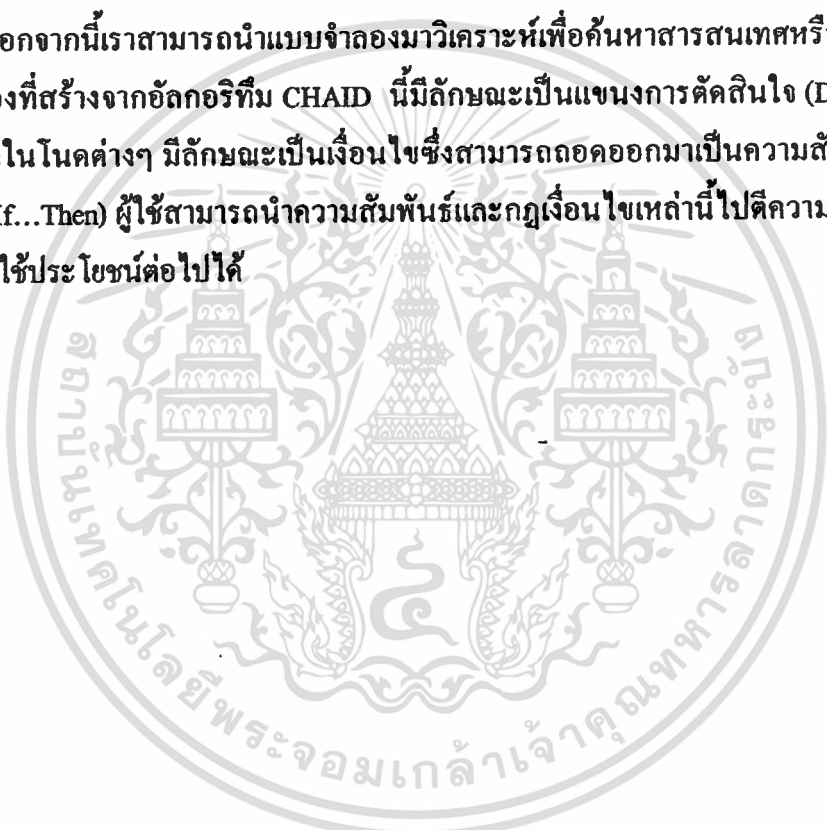 อกจากนี้เราสามารถนำแบบจำลองมาวิเคราะห์เพื่อค้นหาสารสนเทศหรื
งที่สร้างจากอัลกอริทึม CHAID นี้มีลักษณะเป็นแขนงการตัดสินใจ (D
ในโนดต่างๆ มีลักษณะเป็นเงื่อนไขซึ่งสามารถถอดออกมาเป็นความสั
If...Then) ผู้ใช้สามารถนำความสัมพันธ์และกฎเงื่อนไขเหล่านี้ไปตีความ
ใช้ประโยชน์ต่อไปได้
สถาบันเทคโนโลยีพระจอมเกล้าเจ้าคุณทหารลาดกระบัง